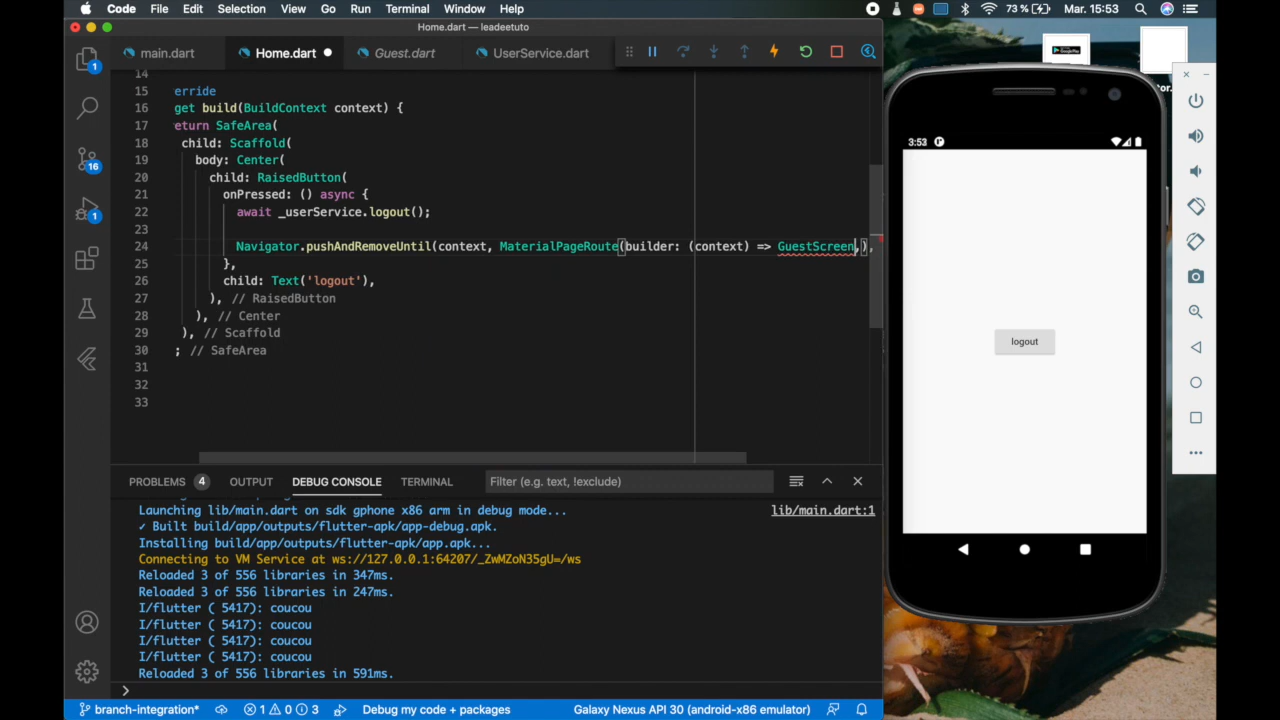 Code File Edit Selection View Go Run Terminal Window Help 73 % Mar. 15:53
Home.dart — leadeetuto
main.dart Home.dart Guest.dart UserService.dart
14
15 erride
16 get build(BuildContext context) {
17 eturn SafeArea(
18 child: Scaffold(
19 body: Center(
20 child: RaisedButton(
21 onPressed: () async {
22 await _userService.logout();
23
24 Navigator.pushAndRemoveUntil(context, MaterialPageRoute(builder: (context) => GuestScreen,),
25 },
26 child: Text('logout'),
27 ), // RaisedButton
28 ), // Center
29 ), // Scaffold
30 ; // SafeArea
31
32
33
1
16
1
PROBLEMS 4 OUTPUT DEBUG CONSOLE TERMINAL Filter (e.g. text, !exclude)
Launching lib/main.dart on sdk gphone x86 arm in debug mode... lib/main.dart:1
✓ Built build/app/outputs/flutter-apk/app-debug.apk.
Installing build/app/outputs/flutter-apk/app.apk...
Connecting to VM Service at ws://127.0.0.1:64207/_ZwMZoN35gU=/ws
Reloaded 3 of 556 libraries in 347ms.
Reloaded 3 of 556 libraries in 247ms.
I/flutter ( 5417): coucou
I/flutter ( 5417): coucou
I/flutter ( 5417): coucou
I/flutter ( 5417): coucou
Reloaded 3 of 556 libraries in 591ms.
branch-integration* 1 0 3 Debug my code + packages Galaxy Nexus API 30 (android-x86 emulator)
3:53
logout